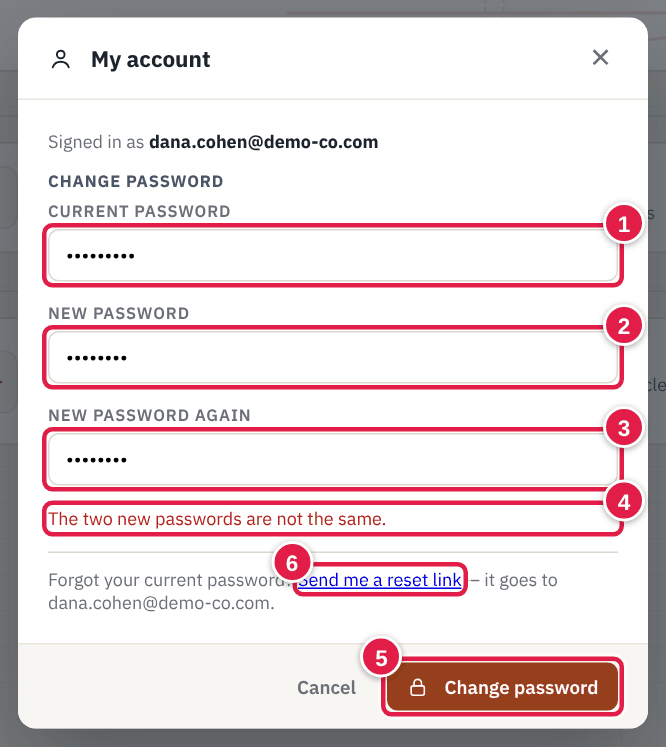 My account
Signed in as dana.cohen@demo-co.com
CHANGE PASSWORD
CURRENT PASSWORD
•••••••••
1
NEW PASSWORD
••••••••
2
NEW PASSWORD AGAIN
••••••••
3
The two new passwords are not the same.
4
6
Forgot your current password? Send me a reset link – it goes to
dana.cohen@demo-co.com.
5
Cancel
Change password